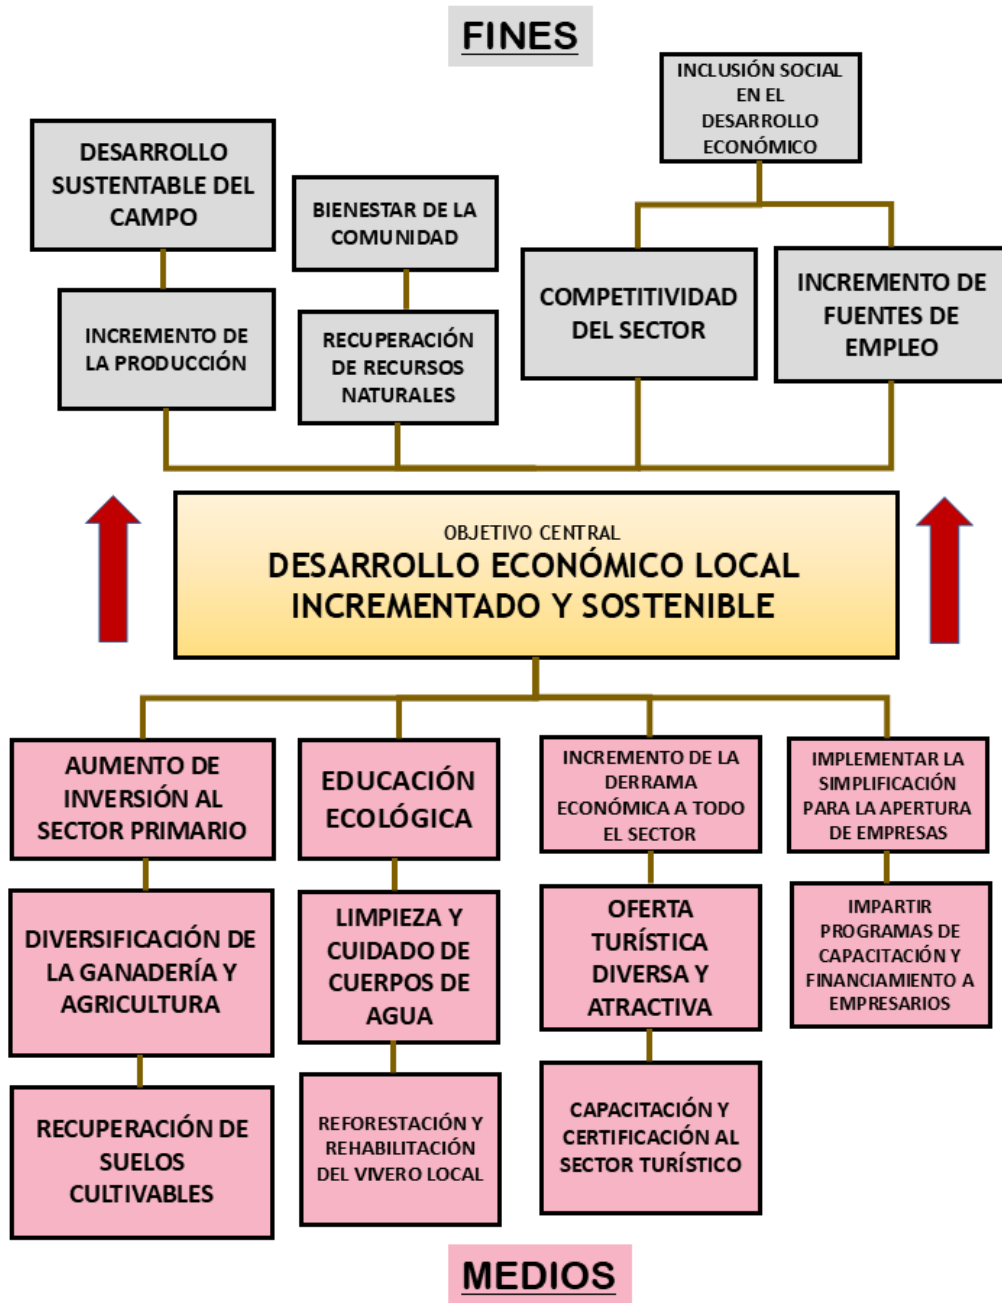 FINES
INCLUSIÓN SOCIAL
EN EL
DESARROLLO
ECONÓMICO
DESARROLLO
SUSTENTABLE DEL
CAMPO
BIENESTAR DE LA
COMUNIDAD
COMPETITIVIDAD
DEL SECTOR
INCREMENTO DE
FUENTES DE
EMPLEO
INCREMENTO DE
LA PRODUCCIÓN
RECUPERACIÓN
DE RECURSOS
NATURALES
OBJETIVO CENTRAL
DESARROLLO ECONÓMICO LOCAL
INCREMENTADO Y SOSTENIBLE
AUMENTO DE
INVERSIÓN AL
SECTOR PRIMARIO
EDUCACIÓN
ECOLÓGICA
INCREMENTO DE LA
DERRAMA
ECONÓMICA A TODO
EL SECTOR
IMPLEMENTAR LA
SIMPLIFICACIÓN
PARA LA APERTURA
DE EMPRESAS
DIVERSIFICACIÓN DE
LA GANADERÍA Y
AGRICULTURA
LIMPIEZA Y
CUIDADO DE
CUERPOS DE
AGUA
OFERTA
TURÍSTICA
DIVERSA Y
ATRACTIVA
IMPARTIR
PROGRAMAS DE
CAPACITACIÓN Y
FINANCIAMIENTO A
EMPRESARIOS
RECUPERACIÓN DE
SUELOS
CULTIVABLES
REFORESTACIÓN Y
REHABILITACIÓN
DEL VIVERO LOCAL
CAPACITACIÓN Y
CERTIFICACIÓN AL
SECTOR TURÍSTICO
MEDIOS